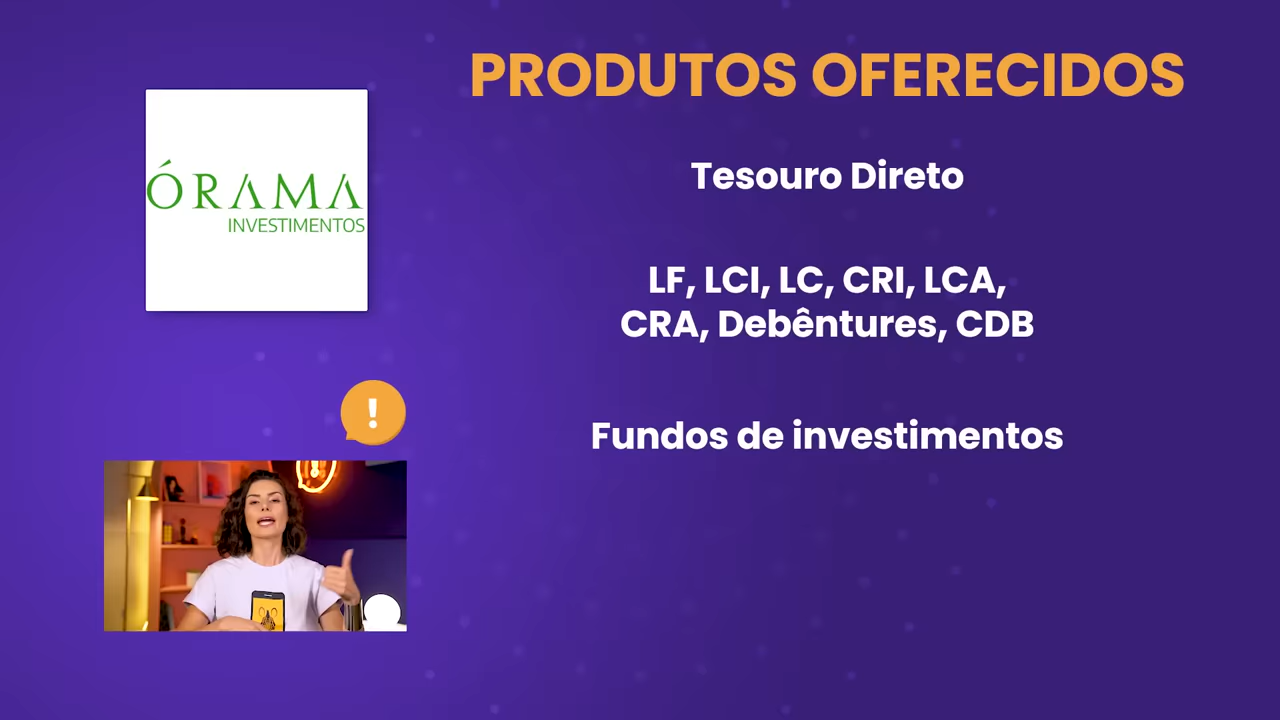 PRODUTOS OFERECIDOS
ÓRAMA
INVESTIMENTOS
Tesouro Direto
LF, LCI, LC, CRI, LCA,
CRA, Debêntures, CDB
Fundos de investimentos
!